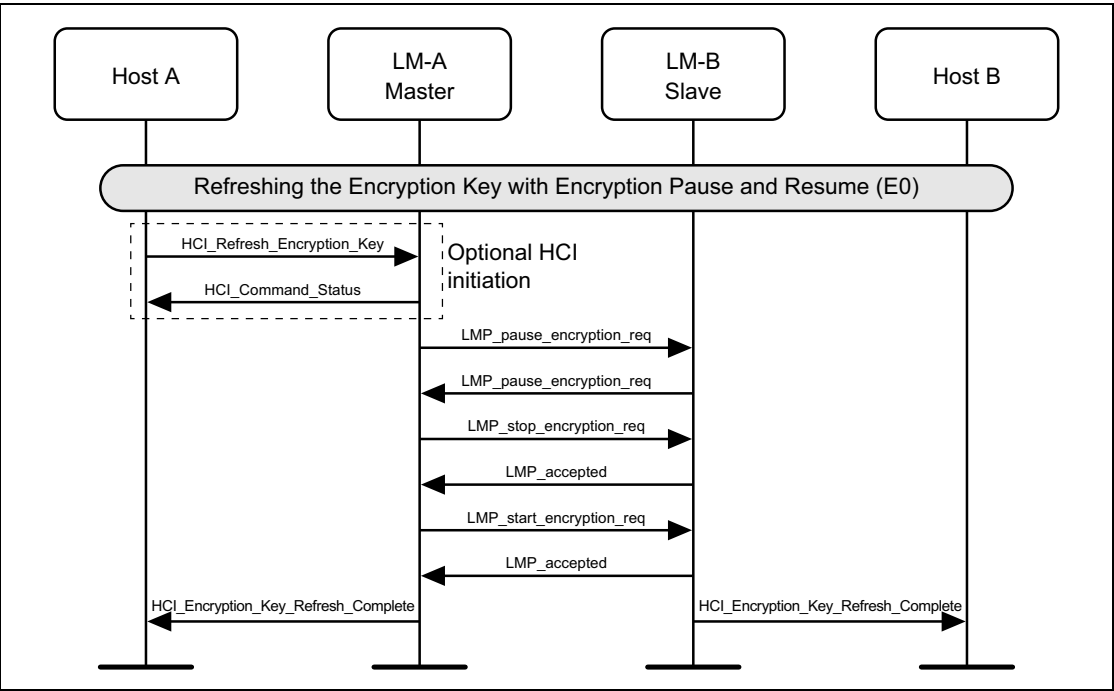 Host A
LM-A
Master
LM-B
Slave
Host B
Refreshing the Encryption Key with Encryption Pause and Resume (E0)
HCI_Refresh_Encryption_Key
Optional HCI
initiation
HCI_Command_Status
LMP_pause_encryption_req
LMP_pause_encryption_req
LMP_stop_encryption_req
LMP_accepted
LMP_start_encryption_req
LMP_accepted
HCI_Encryption_Key_Refresh_Complete
HCI_Encryption_Key_Refresh_Complete